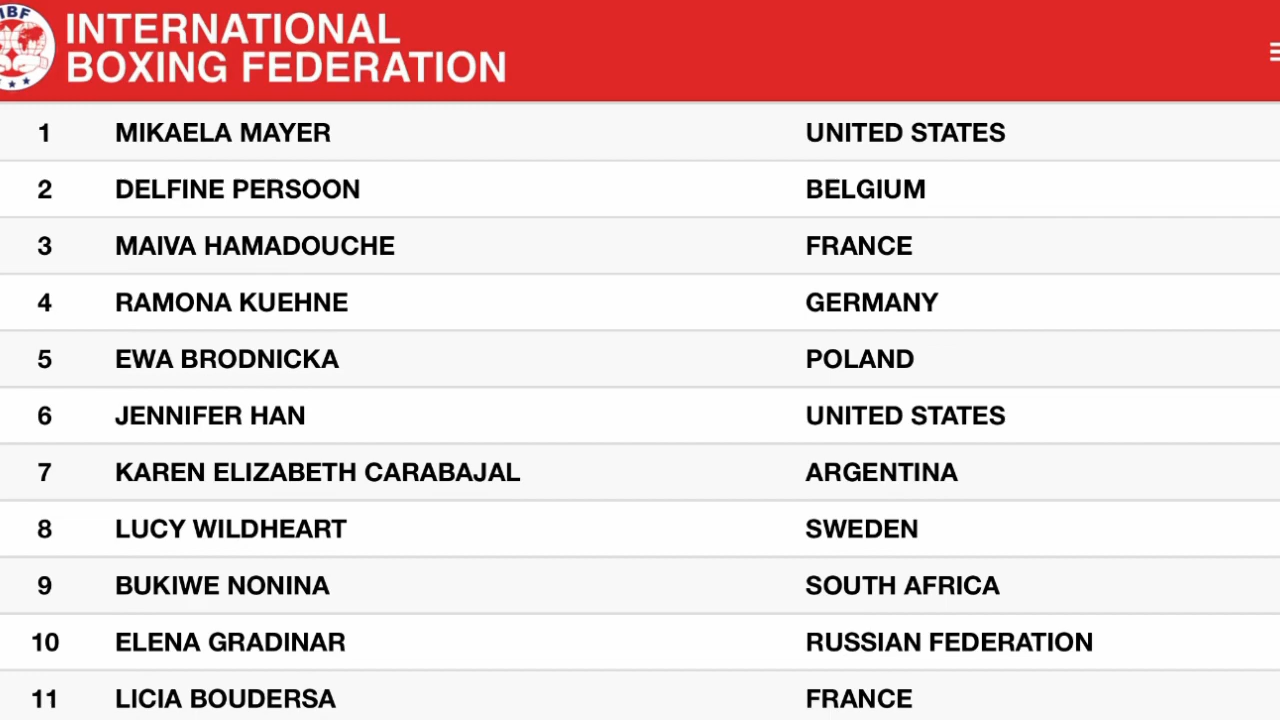 IBF
INTERNATIONAL
BOXING FEDERATION
1 MIKAELA MAYER UNITED STATES
2 DELFINE PERSOON BELGIUM
3 MAIVA HAMADOUCHE FRANCE
4 RAMONA KUEHNE GERMANY
5 EWA BRODNICKA POLAND
6 JENNIFER HAN UNITED STATES
7 KAREN ELIZABETH CARABAJAL ARGENTINA
8 LUCY WILDHEART SWEDEN
9 BUKIWE NONINA SOUTH AFRICA
10 ELENA GRADINAR RUSSIAN FEDERATION
11 LICIA BOUDERSA FRANCE